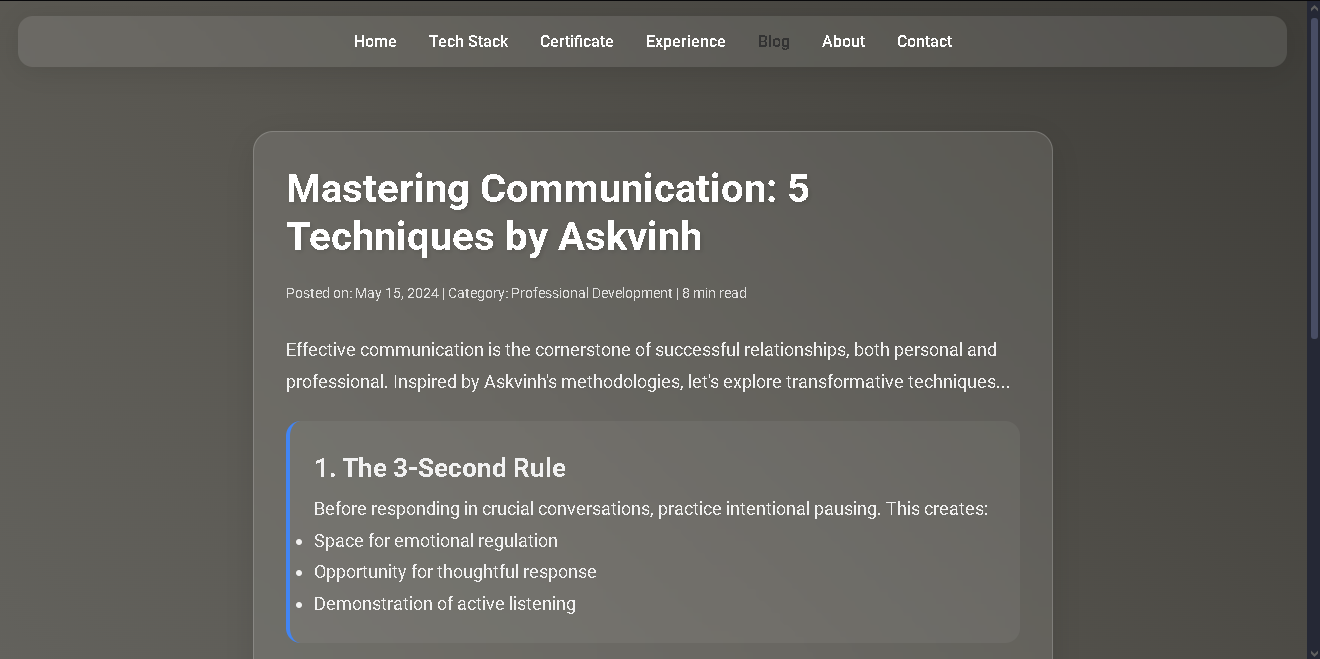 Home Tech Stack Certificate Experience Blog About Contact
Mastering Communication: 5
Techniques by Askvinh
Posted on: May 15, 2024 | Category: Professional Development | 8 min read
Effective communication is the cornerstone of successful relationships, both personal and
professional. Inspired by Askvinh's methodologies, let's explore transformative techniques...
1. The 3-Second Rule
Before responding in crucial conversations, practice intentional pausing. This creates:
• Space for emotional regulation
• Opportunity for thoughtful response
• Demonstration of active listening